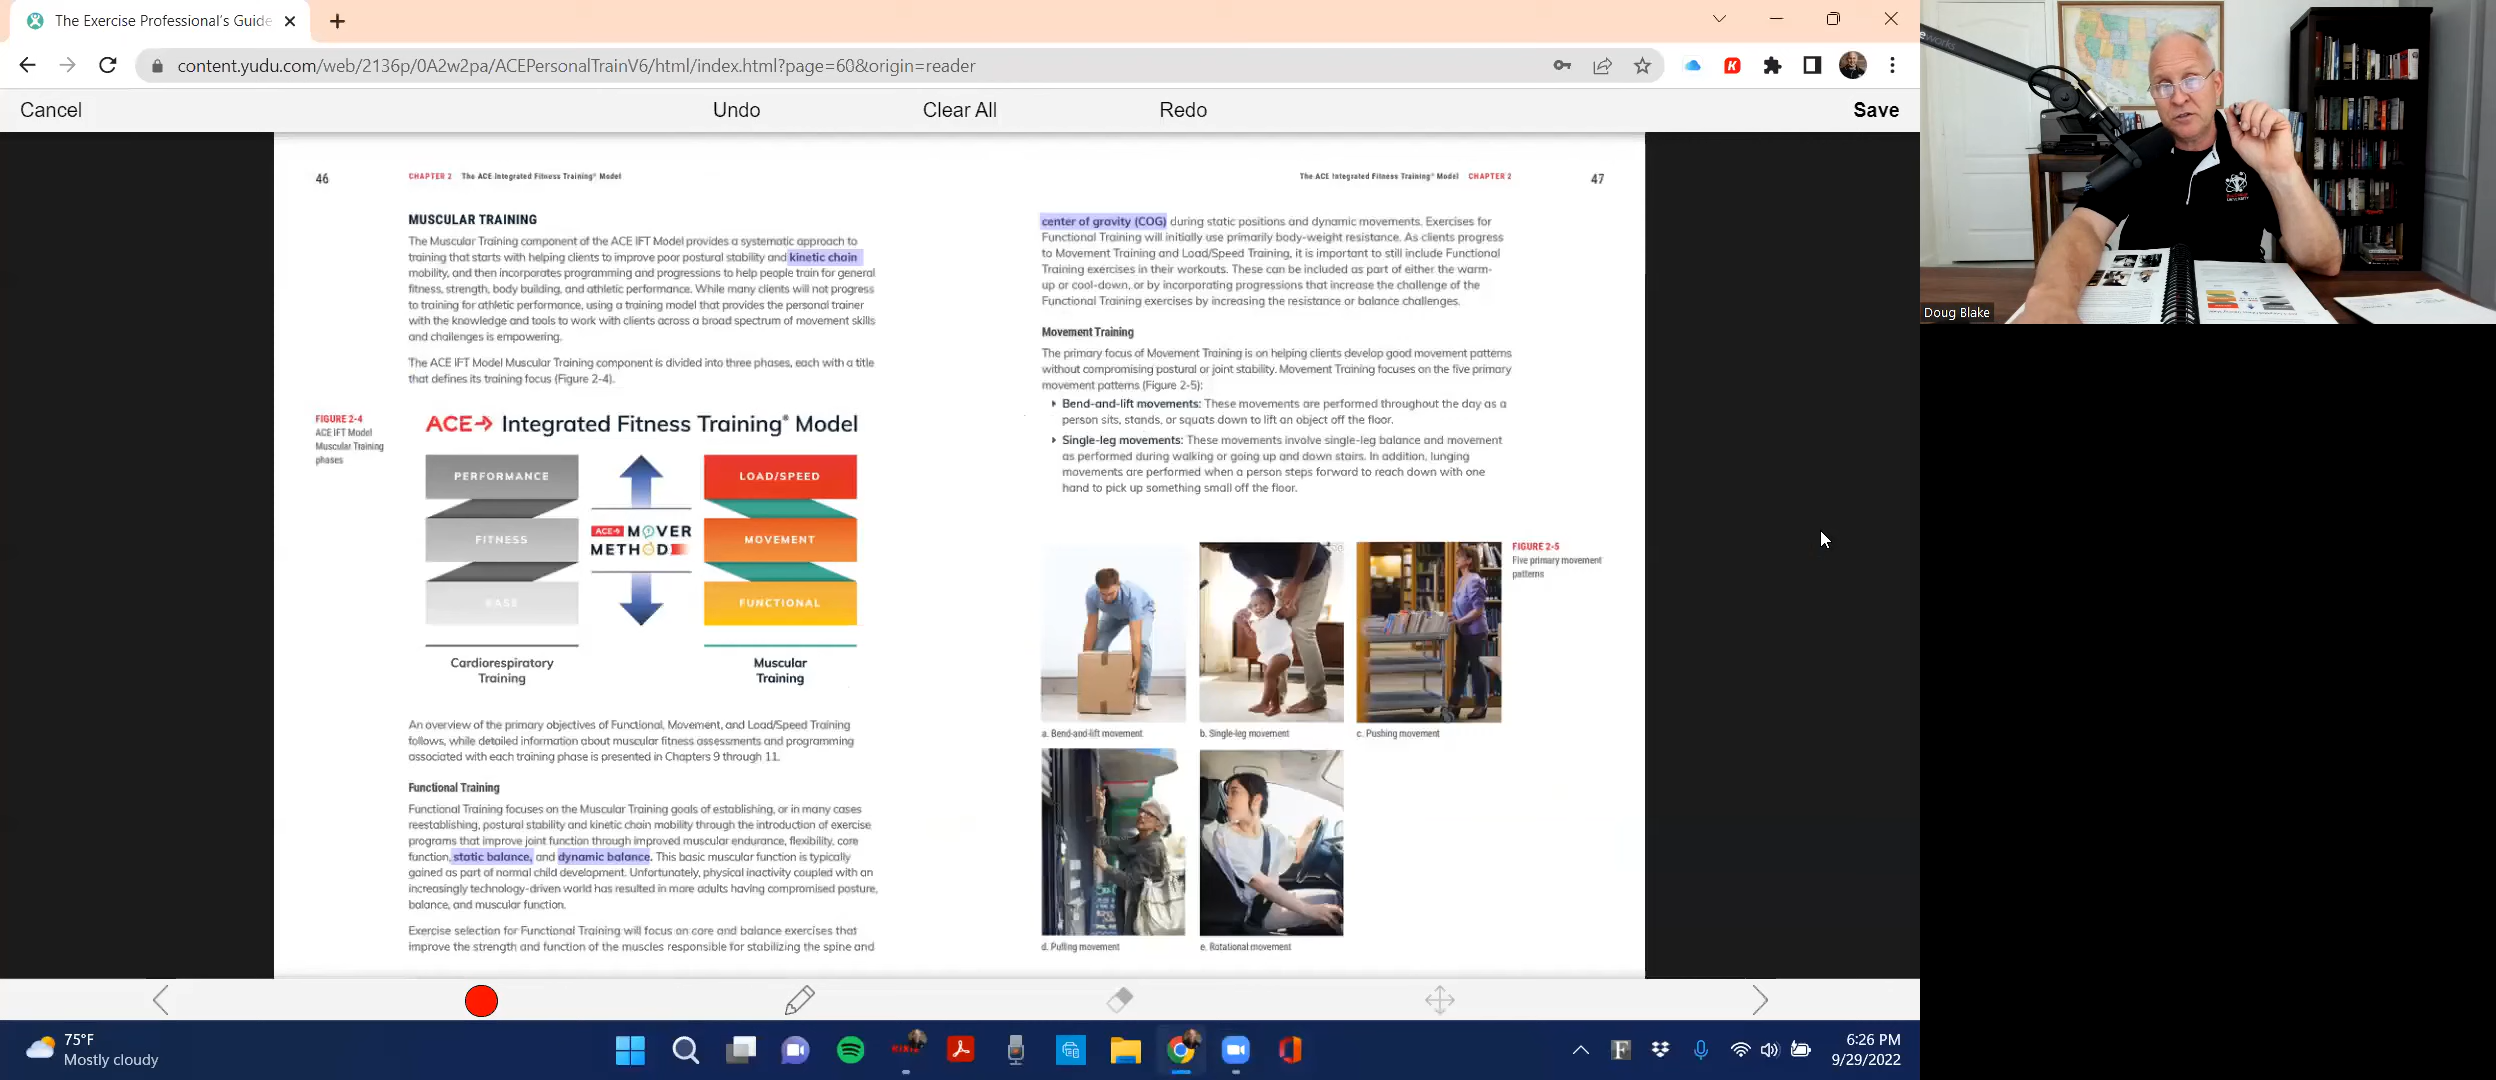 The Exercise Professional's Guide
content.yudu.com/web/2136p/0A2w2pa/ACEPersonalTrainV6/html/index.html?page=60&origin=reader
Cancel
Undo
Clear All
Redo
Save
46
CHAPTER 2 The ACE Integrated Fitness Training® Model
MUSCULAR TRAINING
The Muscular Training component of the ACE IFT Model provides a systematic approach to
training that starts with helping clients to improve poor postural stability and kinetic chain
mobility, and then incorporates programming and progressions to help people train for general
fitness, strength, body building, and athletic performance. While many clients will not progress
to training for athletic performance, using a training model that provides the personal trainer
with the knowledge and tools to work with clients across a broad spectrum of movement skills
and challenges is empowering.
The ACE IFT Model Muscular Training component is divided into three phases, each with a title
that defines its training focus (Figure 2-4).
FIGURE 2-4
ACE IFT Model
Muscular Training
phases
ACE Integrated Fitness Training® Model
PERFORMANCE
FITNESS
BASE
ACE MOVER
METHOD
LOAD/SPEED
MOVEMENT
FUNCTIONAL
Cardiorespiratory
Training
Muscular
Training
An overview of the primary objectives of Functional, Movement, and Load/Speed Training
follows, while detailed information about muscular fitness assessments and programming
associated with each training phase is presented in Chapters 9 through 11.
Functional Training
Functional Training focuses on the Muscular Training goals of establishing, or in many cases
reestablishing, postural stability and kinetic chain mobility through the introduction of exercise
programs that improve joint function through improved muscular endurance, flexibility, core
function, static balance, and dynamic balance. This basic muscular function is typically
gained as part of normal child development. Unfortunately, physical inactivity coupled with an
increasingly technology-driven world has resulted in more adults having compromised posture,
balance, and muscular function.
Exercise selection for Functional Training will focus on core and balance exercises that
improve the strength and function of the muscles responsible for stabilizing the spine and
The ACE Integrated Fitness Training® Model CHAPTER 2
47
center of gravity (COG) during static positions and dynamic movements. Exercises for
Functional Training will initially use primarily body-weight resistance. As clients progress
to Movement Training and Load/Speed Training, it is important to still include Functional
Training exercises in their workouts. These can be included as part of either the warm-
up or cool-down, or by incorporating progressions that increase the challenge of the
Functional Training exercises by increasing the resistance or balance challenges.
Movement Training
The primary focus of Movement Training is on helping clients develop good movement patterns
without compromising postural or joint stability. Movement Training focuses on the five primary
movement patterns (Figure 2-5):
Bend-and-lift movements: These movements are performed throughout the day as a
person sits, stands, or squats down to lift an object off the floor.
Single-leg movements: These movements involve single-leg balance and movement
as performed during walking or going up and down stairs. In addition, lunging
movements are performed when a person steps forward to reach down with one
hand to pick up something small off the floor.
FIGURE 2-5
Five primary movement
patterns
a. Bend-and-lift movement
b. Single-leg movement
c. Pushing movement
d. Pulling movement
e. Rotational movement
Doug Blake
75°F
Mostly cloudy
6:26 PM
9/29/2022